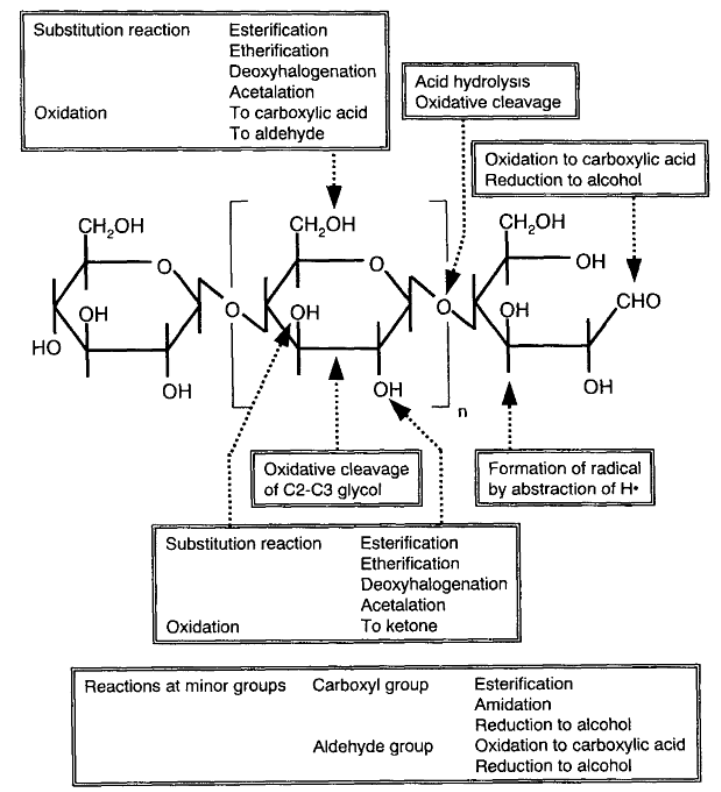 Substitution reaction Esterification
Etherification
Deoxyhalogenation
Acetalation
Oxidation To carboxylic acid
To aldehyde
Acid hydrolysis
Oxidative cleavage
Oxidation to carboxylic acid
Reduction to alcohol
CH₂OH CH₂OH CH₂OH
O O OH
CHO
OH O OH O OH
HO
OH OH OH
n
Oxidative cleavage
of C2-C3 glycol
Formation of radical
by abstraction of H•
Substitution reaction Esterification
Etherification
Deoxyhalogenation
Acetalation
Oxidation To ketone
Reactions at minor groups Carboxyl group Esterification
Amidation
Reduction to alcohol
Aldehyde group Oxidation to carboxylic acid
Reduction to alcohol